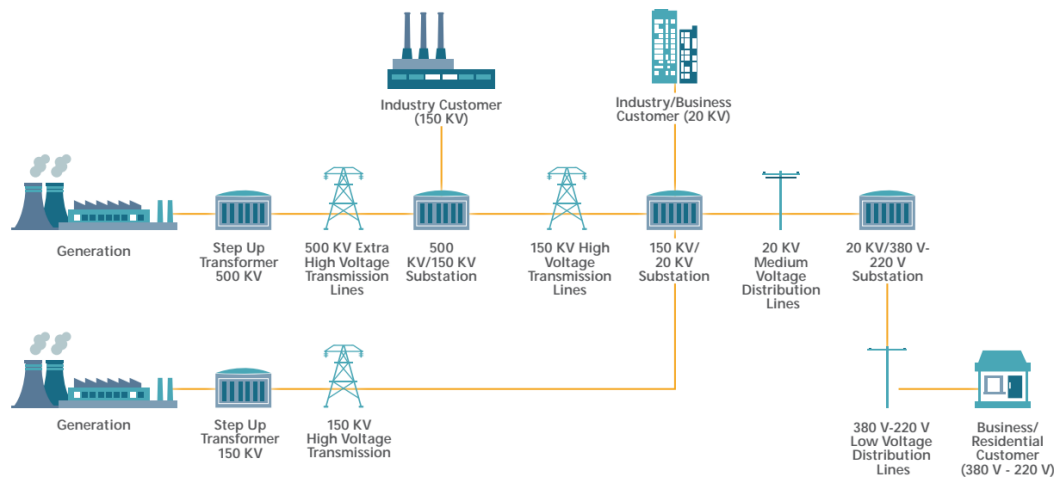 Industry Customer
(150 KV)
Industry/Business
Customer (20 KV)
Generation
Step Up
Transformer
500 KV
500 KV Extra
High Voltage
Transmission
Lines
500
KV/150 KV
Substation
150 KV High
Voltage
Transmission
Lines
150 KV/
20 KV
Substation
20 KV
Medium
Voltage
Distribution
Lines
20 KV/380 V-
220 V
Substation
Generation
Step Up
Transformer
150 KV
150 KV
High Voltage
Transmission
380 V-220 V
Low Voltage
Distribution
Lines
Business/
Residential
Customer
(380 V - 220 V)